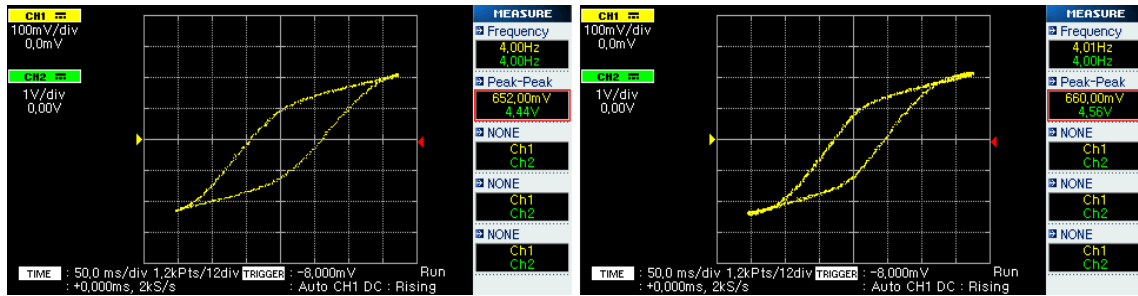 CH1
100mV/div
0,0mV
CH2
1V/div
0,00V
MEASURE
Frequency
4,00Hz
4,00Hz
Peak-Peak
652,00mV
4,44V
NONE
Ch1
Ch2
NONE
Ch1
Ch2
NONE
Ch1
Ch2
TIME : 50,0 ms/div 1,2kPts/12div TRIGGER : -8,000mV Run
: +0,000ms, 2kS/s : Auto CH1 DC : Rising
CH1
100mV/div
0,0mV
CH2
1V/div
0,00V
MEASURE
Frequency
4,01Hz
4,00Hz
Peak-Peak
660,00mV
4,56V
NONE
Ch1
Ch2
NONE
Ch1
Ch2
NONE
Ch1
Ch2
TIME : 50,0 ms/div 1,2kPts/12div TRIGGER : -8,000mV Run
: +0,000ms, 2kS/s : Auto CH1 DC : Rising